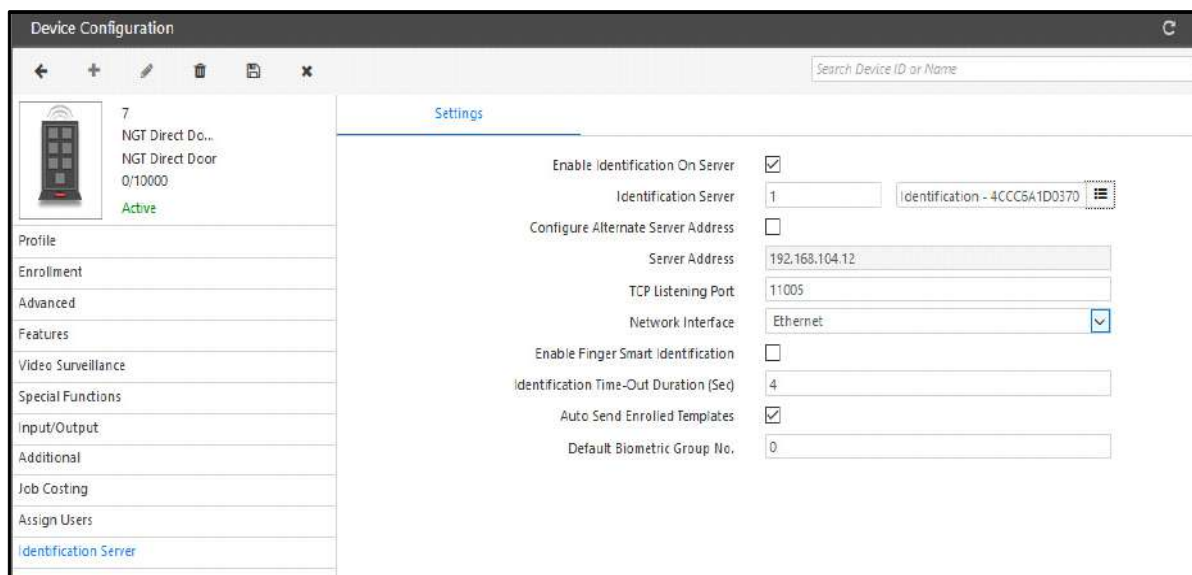 Device Configuration
Search Device ID or Name
7
NGT Direct Do...
NGT Direct Door
0/10000
Active
Profile
Enrollment
Advanced
Features
Video Surveillance
Special Functions
Input/Output
Additional
Job Costing
Assign Users
Identification Server
Settings
Enable Identification On Server
Identification Server 1 Identification - 4CCC6A1D0370
Configure Alternate Server Address
Server Address 192.168.104.12
TCP Listening Port 11005
Network Interface Ethernet
Enable Finger Smart Identification
Identification Time-Out Duration (Sec) 4
Auto Send Enrolled Templates
Default Biometric Group No. 0